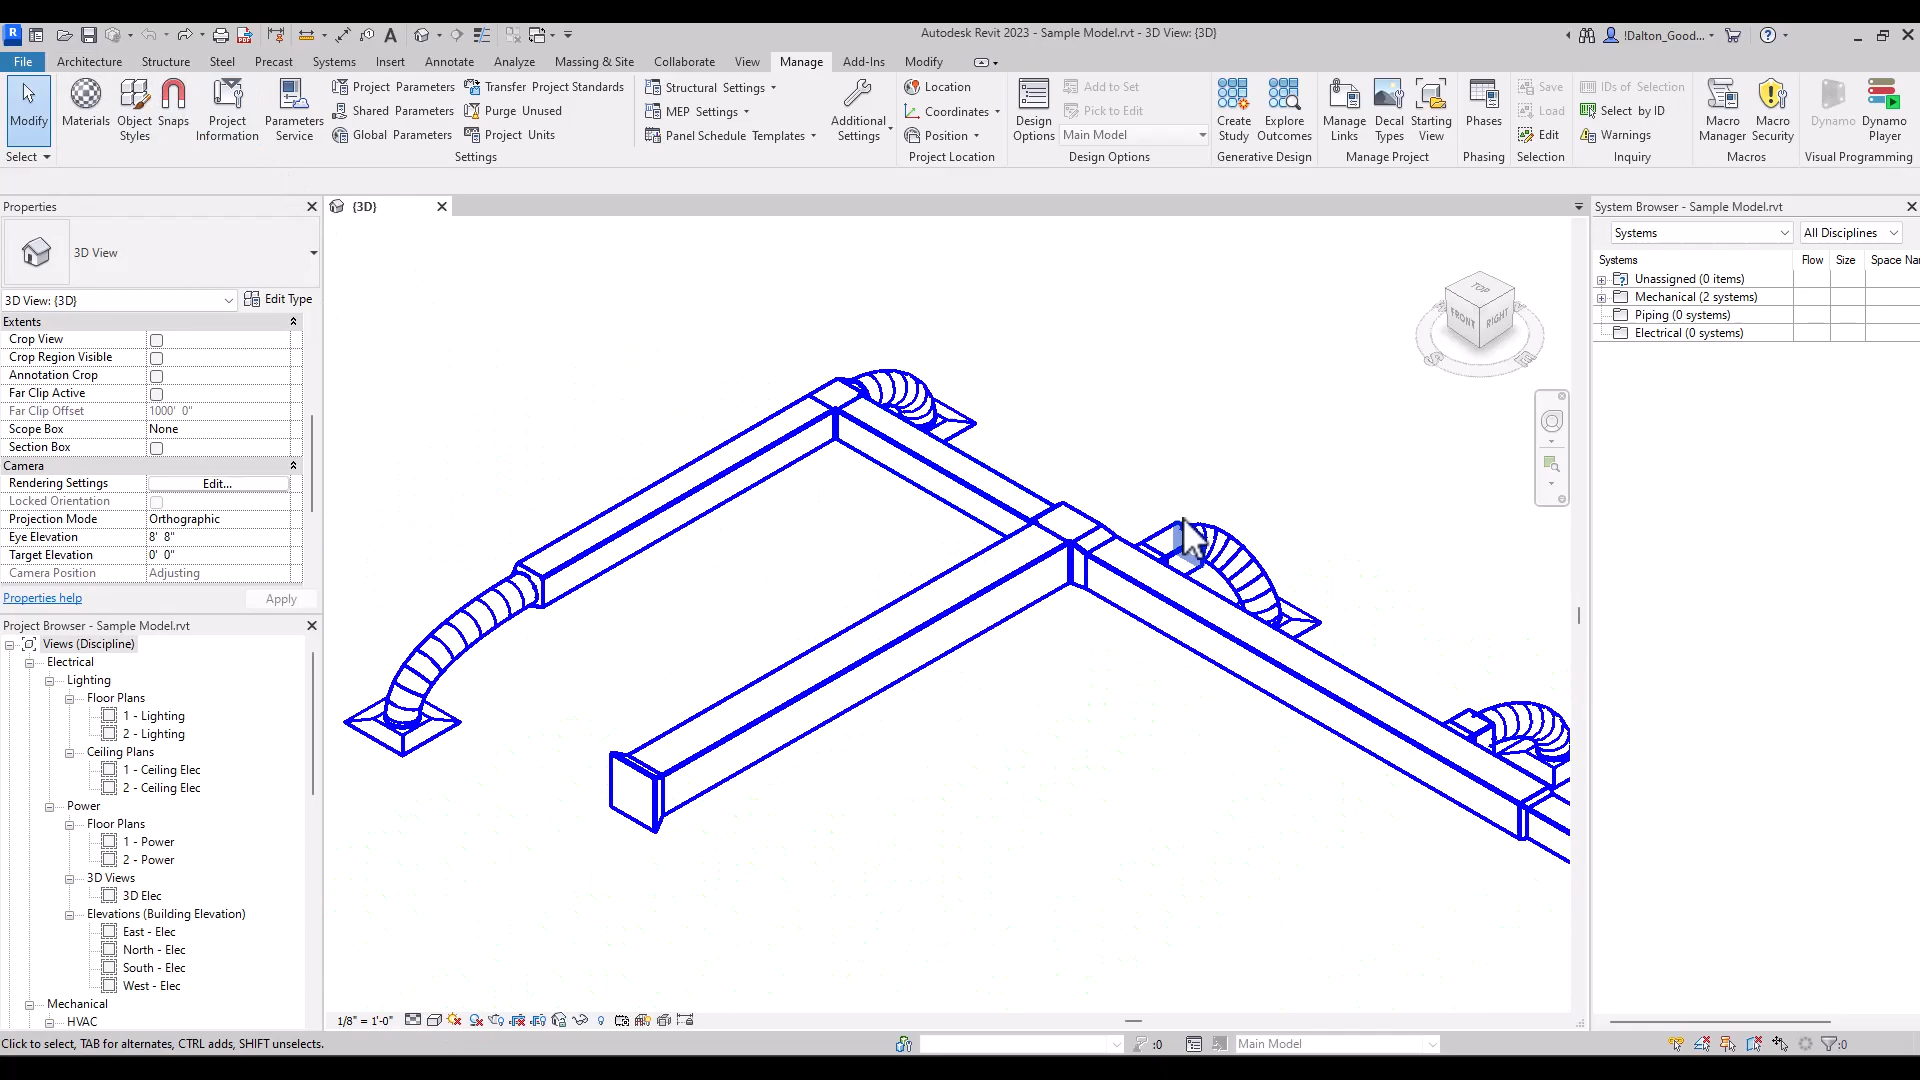 Autodesk Revit 2023 - Sample Model.rvt - 3D View: {3D}
!Dalton_Good...
File Architecture Structure Steel Precast Systems Insert Annotate Analyze Massing & Site Collaborate View Manage Add-Ins Modify
Modify
Select
Materials
Object Styles
Snaps
Project Information
Parameters Service
Project Parameters
Shared Parameters
Global Parameters
Transfer Project Standards
Purge Unused
Project Units
Settings
Structural Settings
MEP Settings
Panel Schedule Templates
Additional Settings
Location
Coordinates
Position
Project Location
Design Options
Add to Set
Pick to Edit
Main Model
Design Options
Create Study
Explore Outcomes
Generative Design
Manage Links
Decal Types
Starting View
Manage Project
Phases
Phasing
Save
Load
Edit
Selection
IDs of Selection
Select by ID
Warnings
Inquiry
Macro Manager
Macro Security
Macros
Dynamo
Dynamo Player
Visual Programming
Properties
3D View
3D View: {3D}
Edit Type
Extents
Crop View
Crop Region Visible
Annotation Crop
Far Clip Active
Far Clip Offset 1000' 0"
Scope Box None
Section Box
Camera
Rendering Settings Edit...
Locked Orientation
Projection Mode Orthographic
Eye Elevation 8' 8"
Target Elevation 0' 0"
Camera Position Adjusting
Properties help
Apply
Project Browser - Sample Model.rvt
Views (Discipline)
Electrical
Lighting
Floor Plans
1 - Lighting
2 - Lighting
Ceiling Plans
1 - Ceiling Elec
2 - Ceiling Elec
Power
Floor Plans
1 - Power
2 - Power
3D Views
3D Elec
Elevations (Building Elevation)
East - Elec
North - Elec
South - Elec
West - Elec
Mechanical
HVAC
{3D}
TOP
FRONT
RIGHT
System Browser - Sample Model.rvt
Systems
All Disciplines
Systems Flow Size Space Na
Unassigned (0 items)
Mechanical (2 systems)
Piping (0 systems)
Electrical (0 systems)
1/8" = 1'-0"
Click to select, TAB for alternates, CTRL adds, SHIFT unselects.
:0
Main Model
:0